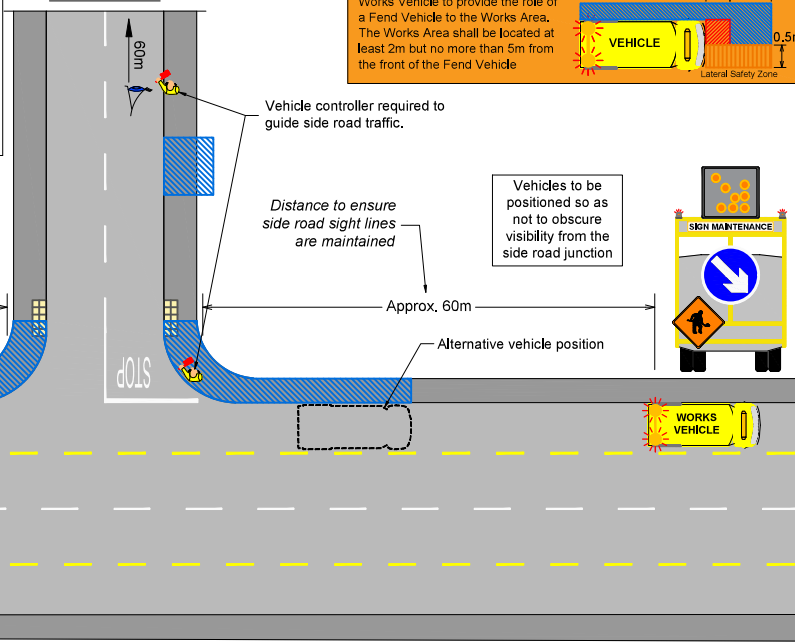 Works Vehicle to provide the role of
a Fend Vehicle to the Works Area.
The Works Area shall be located at
least 2m but no more than 5m from
the front of the Fend Vehicle
VEHICLE
0.5m
Lateral Safety Zone
60m
Vehicle controller required to
guide side road traffic.
Distance to ensure
side road sight lines
are maintained
Vehicles to be
positioned so as
not to obscure
visibility from the
side road junction
SIGN MAINTENANCE
Approx. 60m
Alternative vehicle position
STOP
WORKS
VEHICLE